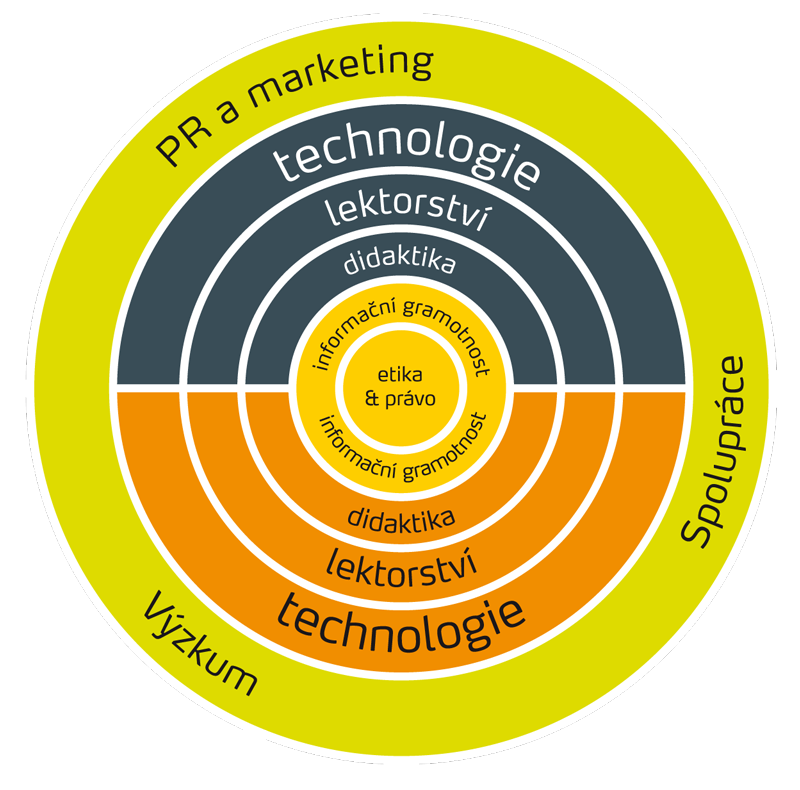 PR a marketing
technologie
lektorství
didaktika
informační gramotnost
etika
& právo
informační gramotnost
didaktika
lektorství
technologie
Spolupráce
Výzkum